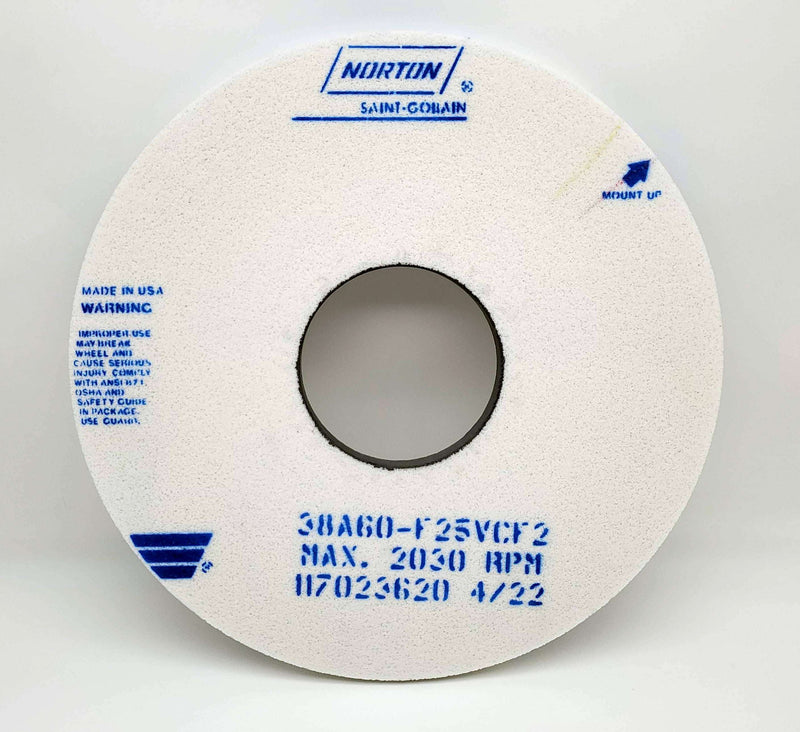 NORTON
®
SAINT-GOBAIN
MOUNT UP
MADE IN USA
WARNING
IMPROPER USE
MAY BREAK
WHEEL AND
CAUSE SERIOUS
INJURY COMPLY
WITH ANSI B7.1
OSHA AND
SAFETY GUIDE
IN PACKAGE.
USE GUARD.
®
38A60-F25VCF2
MAX. 2030 RPM
H7023620 4/22